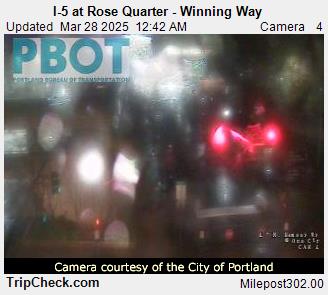 I-5 at Rose Quarter - Winning Way
Updated Mar 28 2025 12:42 AM Camera 4
PBOT
PORTLAND BUREAU OF TRANSPORTATION
Camera courtesy of the City of Portland
TripCheck.com Milepost302.00